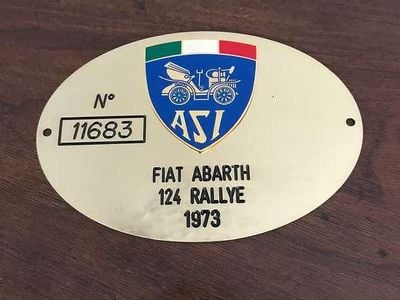 N°
11683
ASI
FIAT ABARTH
124 RALLYE
1973